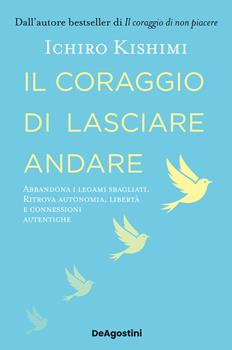 Dall'autore bestseller di Il coraggio di non piacere
ICHIRO KISHIMI
IL CORAGGIO
DI LASCIARE
ANDARE
ABBANDONA I LEGAMI SBAGLIATI.
RITROVA AUTONOMIA, LIBERTÀ
E CONNESSIONI
AUTENTICHE
DEAGOSTINI